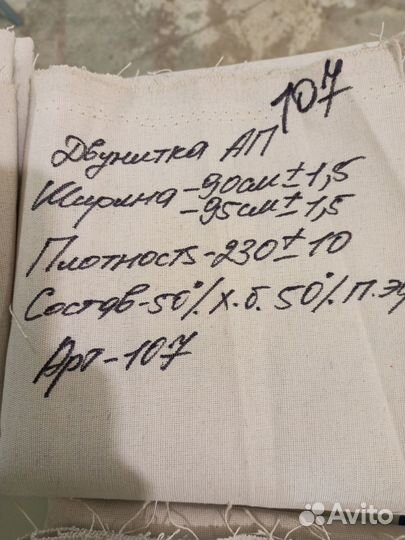 107
Двунитка АП
Ширина-90см±1,5
-95см±1,5
Плотность-230±10
Состав-50% х.б. 50% п.эф
Арт-107
Avito